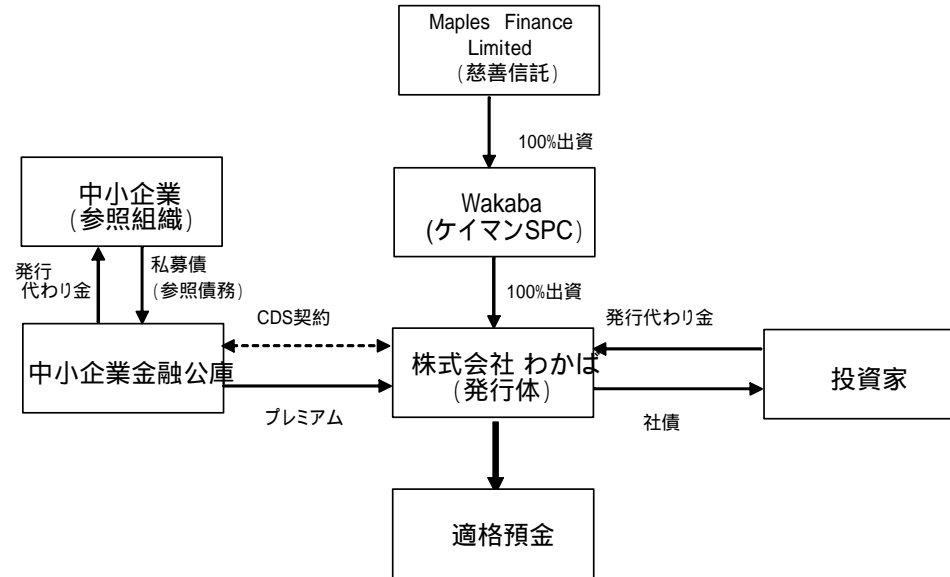 Maples Finance
Limited
(慈善信託)
100%出資
中小企業
(参照組織)
Wakaba
(ケイマンSPC)
発行
代わり金
私募債
(参照債務)
100%出資
CDS契約
発行代わり金
中小企業金融公庫
株式会社 わかば
(発行体)
投資家
プレミアム
社債
適格預金